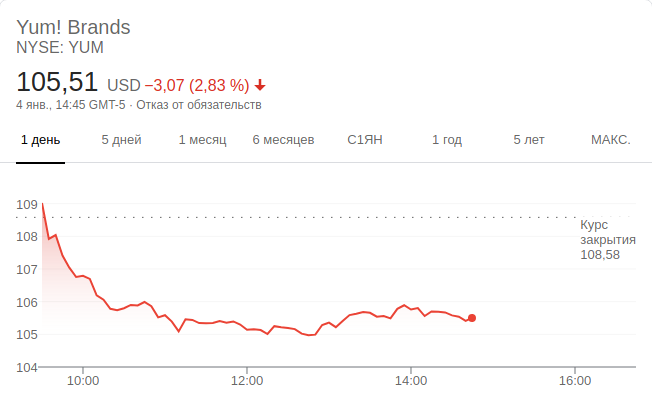 Yum! Brands
NYSE: YUM
105,51 USD −3,07 (2,83 %)
4 янв., 14:45 GMT-5 · Отказ от обязательств
1 день 5 дней 1 месяц 6 месяцев С1ЯН 1 год 5 лет МАКС.
109
108
107
106
105
104
Курс
закрытия
108,58
10:00 12:00 14:00 16:00